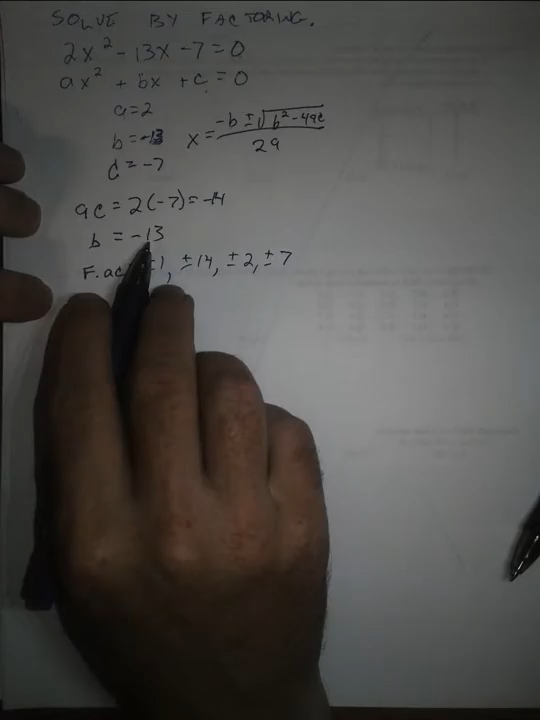 SOLVE BY FACTORING.
2x² - 13x - 7 = 0
ax² + bx + c = 0
a = 2
b = -13
x = -b ± √b² - 4ac / 2a
c = -7
ac = 2(-7) = -14
b = -13
F.ac ±1, ±14, ±2, ±7